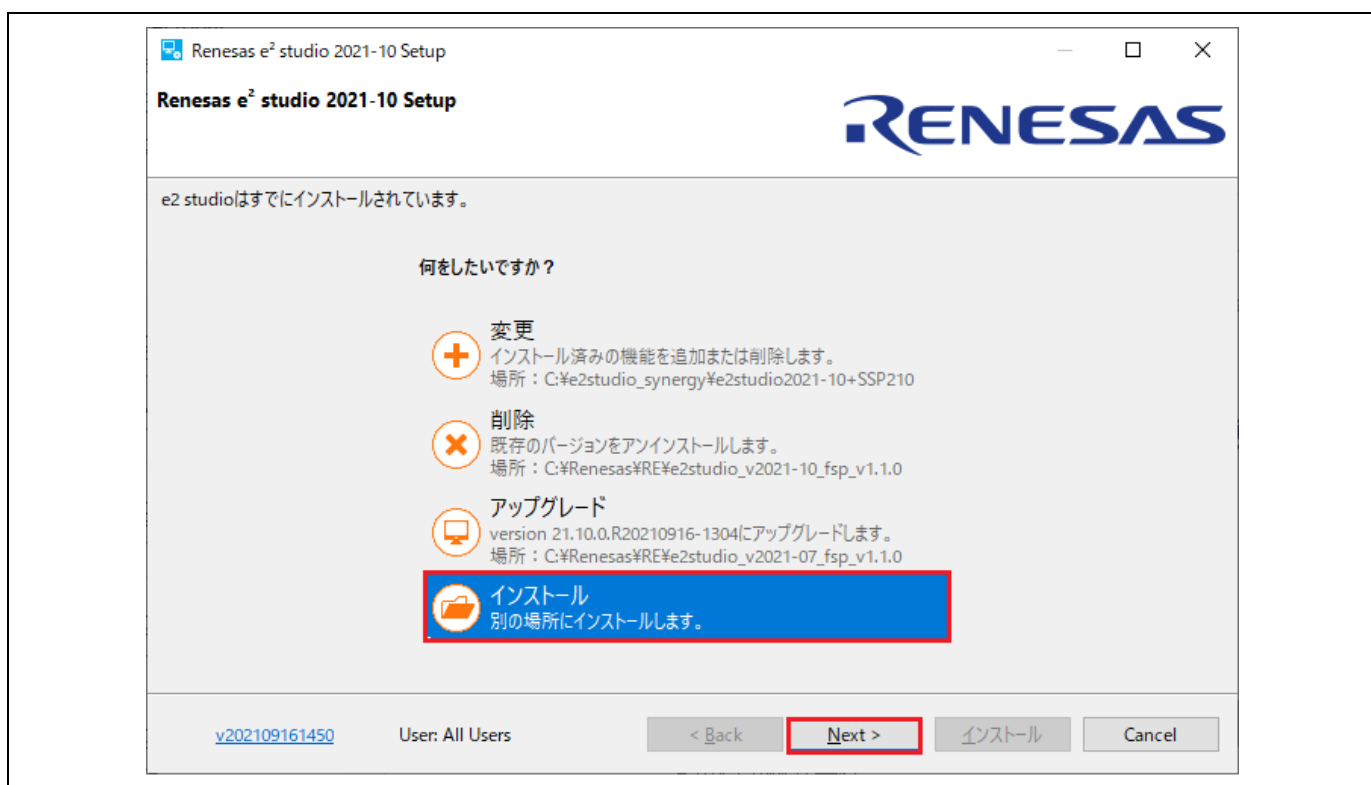 Renesas e² studio 2021-10 Setup
Renesas e² studio 2021-10 Setup
RENESAS
e2 studioはすでにインストールされています。
何をしたいですか？
変更
インストール済みの機能を追加または削除します。
場所：C:¥e2studio_synergy¥e2studio2021-10+SSP210
削除
既存のバージョンをアンインストールします。
場所：C:¥Renesas¥RE¥e2studio_v2021-10_fsp_v1.1.0
アップグレード
version 21.10.0.R20210916-1304にアップグレードします。
場所：C:¥Renesas¥RE¥e2studio_v2021-07_fsp_v1.1.0
インストール
別の場所にインストールします。
v202109161450 User: All Users < Back Next > インストール Cancel